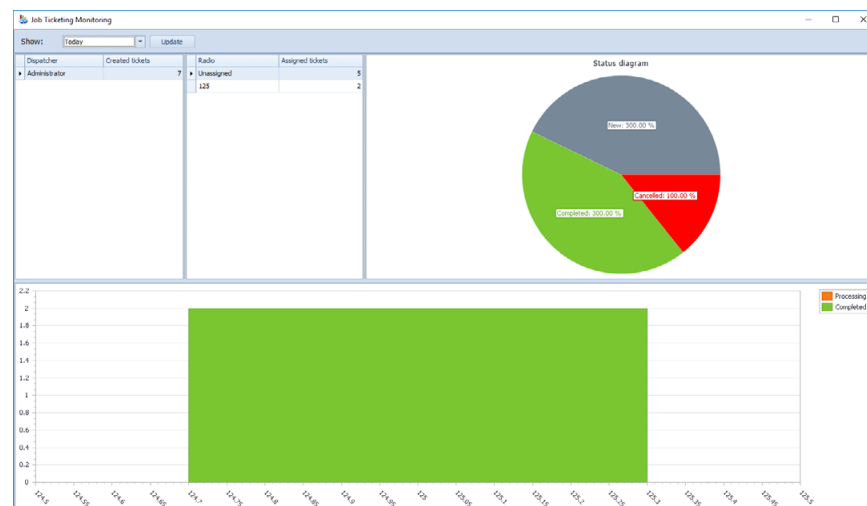 Job Ticketing Monitoring
Show: Today Update
Dispatcher Created tickets
Administrator 7
Radio Assigned tickets
Unassigned 5
125 2
Status diagram
New: 300.00 %
Cancelled: 100.00 %
Completed: 300.00 %
2.2
2
1.8
1.6
1.4
1.2
1
0.8
0.6
0.4
0.2
0
124.5 124.55 124.6 124.65 124.7 124.75 124.8 124.85 124.9 124.95 125 125.05 125.1 125.15 125.2 125.25 125.3 125.35 125.4 125.45 125.5
Processing
Completed